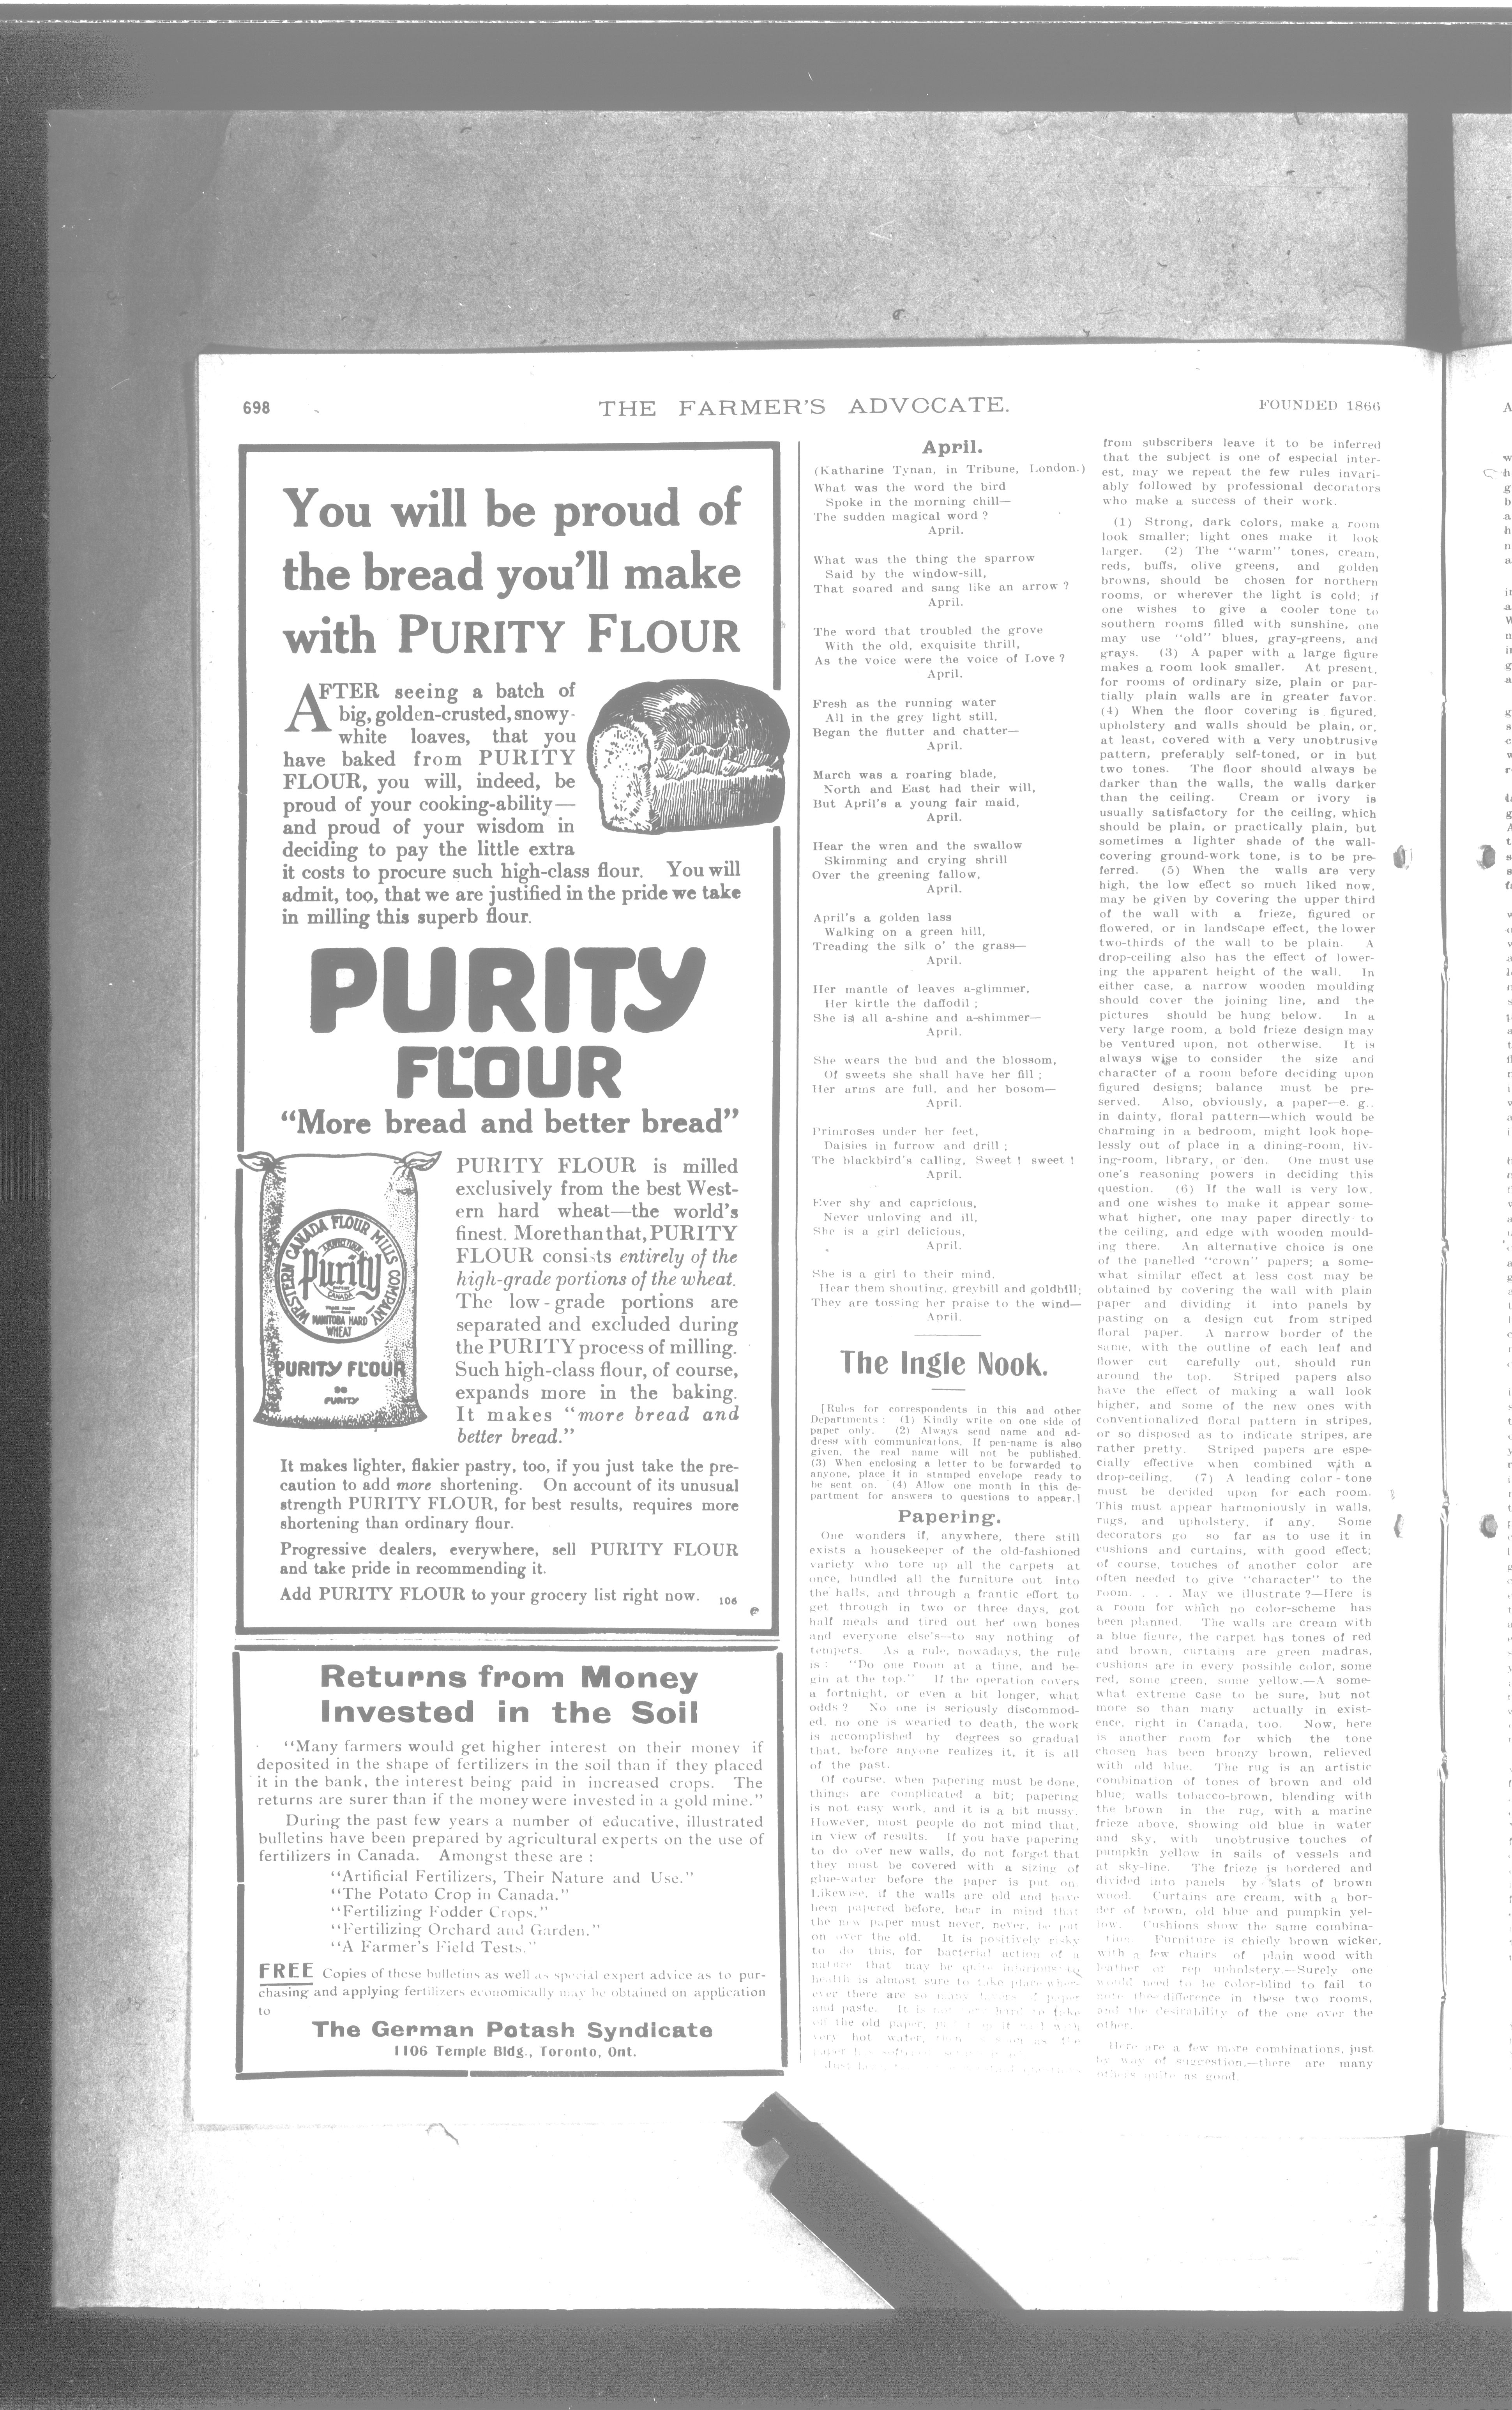 698
THE FARMER'S ADVOCATE.
FOUNDED 1866
You will be proud of
the bread you'll make
with PURITY FLOUR
AFTER seeing a batch of
big, golden-crusted, snowy-
white loaves, that you
have baked from PURITY
FLOUR, you will, indeed, be
proud of your cooking-ability—
and proud of your wisdom in
deciding to pay the little extra
it costs to procure such high-class flour. You will
admit, too, that we are justified in the pride we take
in milling this superb flour.
PURITY
FLOUR
"More bread and better bread"
WESTERN CANADA FLOUR MILLS COMPANY
Purity
CANADA
MANITOBA HARD
WHEAT
PURITY FLOUR
98
PURITY
PURITY FLOUR is milled
exclusively from the best West-
ern hard wheat—the world's
finest. More than that, PURITY
FLOUR consists entirely of the
high-grade portions of the wheat.
The low-grade portions are
separated and excluded during
the PURITY process of milling.
Such high-class flour, of course,
expands more in the baking.
It makes "more bread and
better bread."
It makes lighter, flakier pastry, too, if you just take the pre-
caution to add more shortening. On account of its unusual
strength PURITY FLOUR, for best results, requires more
shortening than ordinary flour.
Progressive dealers, everywhere, sell PURITY FLOUR
and take pride in recommending it.
Add PURITY FLOUR to your grocery list right now. 106
Returns from Money
Invested in the Soil
"Many farmers would get higher interest on their money if
deposited in the shape of fertilizers in the soil than if they placed
it in the bank, the interest being paid in increased crops. The
returns are surer than if the money were invested in a gold mine."
During the past few years a number of educative, illustrated
bulletins have been prepared by agricultural experts on the use of
fertilizers in Canada. Amongst these are :
"Artificial Fertilizers, Their Nature and Use."
"The Potato Crop in Canada."
"Fertilizing Fodder Crops."
"Fertilizing Orchard and Garden."
"A Farmer's Field Tests."
FREE Copies of these bulletins as well as special expert advice as to pur-
chasing and applying fertilizers economically may be obtained on application
to
The German Potash Syndicate
1106 Temple Bldg., Toronto, Ont.
April.
(Katharine Tynan, in Tribune, London.)
What was the word the bird
Spoke in the morning chill—
The sudden magical word ?
April.
What was the thing the sparrow
Said by the window-sill,
That soared and sang like an arrow ?
April.
The word that troubled the grove
With the old, exquisite thrill,
As the voice were the voice of Love ?
April.
Fresh as the running water
All in the grey light still,
Began the flutter and chatter—
April.
March was a roaring blade,
North and East had their will,
But April's a young fair maid,
April.
Hear the wren and the swallow
Skimming and crying shrill
Over the greening fallow,
April.
April's a golden lass
Walking on a green hill,
Treading the silk o' the grass—
April.
Her mantle of leaves a-glimmer,
Her kirtle the daffodil ;
She is all a-shine and a-shimmer—
April.
She wears the bud and the blossom,
Of sweets she shall have her fill ;
Her arms are full, and her bosom—
April.
Primroses under her feet,
Daisies in furrow and drill ;
The blackbird's calling, Sweet ! sweet !
April.
Ever shy and capricious,
Never unloving and ill,
She is a girl delicious,
April.
She is a girl to their mind,
Hear them shouting, greybill and goldbill;
They are tossing her praise to the wind—
April.
The Ingle Nook.
[Rules for correspondents in this and other
Departments : (1) Kindly write on one side of
paper only. (2) Always send name and ad-
dress with communications. If pen-name is also
given, the real name will not be published.
(3) When enclosing a letter to be forwarded to
anyone, place it in stamped envelope ready to
be sent on. (4) Allow one month in this de-
partment for answers to questions to appear.]
Papering.
One wonders if, anywhere, there still
exists a housekeeper of the old-fashioned
variety who tore up all the carpets at
once, bundled all the furniture out into
the halls, and through a frantic effort to
get through in two or three days, got
half meals and tired out her own bones
and everyone else's—to say nothing of
tempers. As a rule, nowadays, the rule
is : "Do one room at a time, and be-
gin at the top." If the operation covers
a fortnight, or even a bit longer, what
odds ? No one is seriously discommod-
ed, no one is wearied to death, the work
is accomplished by degrees so gradual
that, before anyone realizes it, it is all
of the past.
Of course, when papering must be done,
things are complicated a bit; papering
is not easy work, and it is a bit mussy.
However, most people do not mind that,
in view of results. If you have papering
to do over new walls, do not forget that
they must be covered with a sizing of
glue-water before the paper is put on.
Likewise, if the walls are old and have
been papered before, bear in mind that
the new paper must never, never, be put
on over the old. It is positively risky
to do this, for bacterial action of a
nature that may be quite injurious to
health is almost sure to take place wher-
ever there are so many layers of paper
and paste. It is not hard to take
off the old paper,
very hot water, as the
paper
from subscribers leave it to be inferred
that the subject is one of especial inter-
est, may we repeat the few rules invari-
ably followed by professional decorators
who make a success of their work.
(1) Strong, dark colors, make a room
look smaller; light ones make it look
larger. (2) The "warm" tones, cream,
reds, buffs, olive greens, and golden
browns, should be chosen for northern
rooms, or wherever the light is cold; if
one wishes to give a cooler tone to
southern rooms filled with sunshine, one
may use "old" blues, gray-greens, and
grays. (3) A paper with a large figure
makes a room look smaller. At present,
for rooms of ordinary size, plain or par-
tially plain walls are in greater favor.
(4) When the floor covering is figured,
upholstery and walls should be plain, or,
at least, covered with a very unobtrusive
pattern, preferably self-toned, or in but
two tones. The floor should always be
darker than the walls, the walls darker
than the ceiling. Cream or ivory is
usually satisfactory for the ceiling, which
should be plain, or practically plain, but
sometimes a lighter shade of the wall-
covering ground-work tone, is to be pre-
ferred. (5) When the walls are very
high, the low effect so much liked now,
may be given by covering the upper third
of the wall with a frieze, figured or
flowered, or in landscape effect, the lower
two-thirds of the wall to be plain. A
drop-ceiling also has the effect of lower-
ing the apparent height of the wall. In
either case, a narrow wooden moulding
should cover the joining line, and the
pictures should be hung below. In a
very large room, a bold frieze design may
be ventured upon, not otherwise. It is
always wise to consider the size and
character of a room before deciding upon
figured designs; balance must be pre-
served. Also, obviously, a paper—e. g.,
in dainty, floral pattern—which would be
charming in a bedroom, might look hope-
lessly out of place in a dining-room, liv-
ing-room, library, or den. One must use
one's reasoning powers in deciding this
question. (6) If the wall is very low,
and one wishes to make it appear some-
what higher, one may paper directly to
the ceiling, and edge with wooden mould-
ing there. An alternative choice is one
of the panelled "crown" papers; a some-
what similar effect at less cost may be
obtained by covering the wall with plain
paper and dividing it into panels by
pasting on a design cut from striped
floral paper. A narrow border of the
same, with the outline of each leaf and
flower cut carefully out, should run
around the top. Striped papers also
have the effect of making a wall look
higher, and some of the new ones with
conventionalized floral pattern in stripes,
or so disposed as to indicate stripes, are
rather pretty. Striped papers are espe-
cially effective when combined with a
drop-ceiling. (7) A leading color-tone
must be decided upon for each room.
This must appear harmoniously in walls,
rugs, and upholstery, if any. Some
decorators go so far as to use it in
cushions and curtains, with good effect;
of course, touches of another color are
often needed to give "character" to the
room. . . . May we illustrate ?—Here is
a room for which no color-scheme has
been planned. The walls are cream with
a blue figure, the carpet has tones of red
and brown, curtains are green madras,
cushions are in every possible color, some
red, some green, some yellow.—A some-
what extreme case to be sure, but not
more so than many actually in exist-
ence, right in Canada, too. Now, here
is another room for which the tone
chosen has been bronzy brown, relieved
with old blue. The rug is an artistic
combination of tones of brown and old
blue; walls tobacco-brown, blending with
the brown in the rug, with a marine
frieze above, showing old blue in water
and sky, with unobtrusive touches of
pumpkin yellow in sails of vessels and
at sky-line. The frieze is bordered and
divided into panels by slats of brown
wood. Curtains are cream, with a bor-
der of brown, old blue and pumpkin yel-
low. Cushions show the same combina-
tion. Furniture is chiefly brown wicker,
with a few chairs of plain wood with
leather or rep upholstery.—Surely one
would need to be color-blind to fail to
note the difference in these two rooms,
and the desirability of the one over the
other.
Here are a few more combinations, just
by way of suggestion,—there are many
others quite as good.